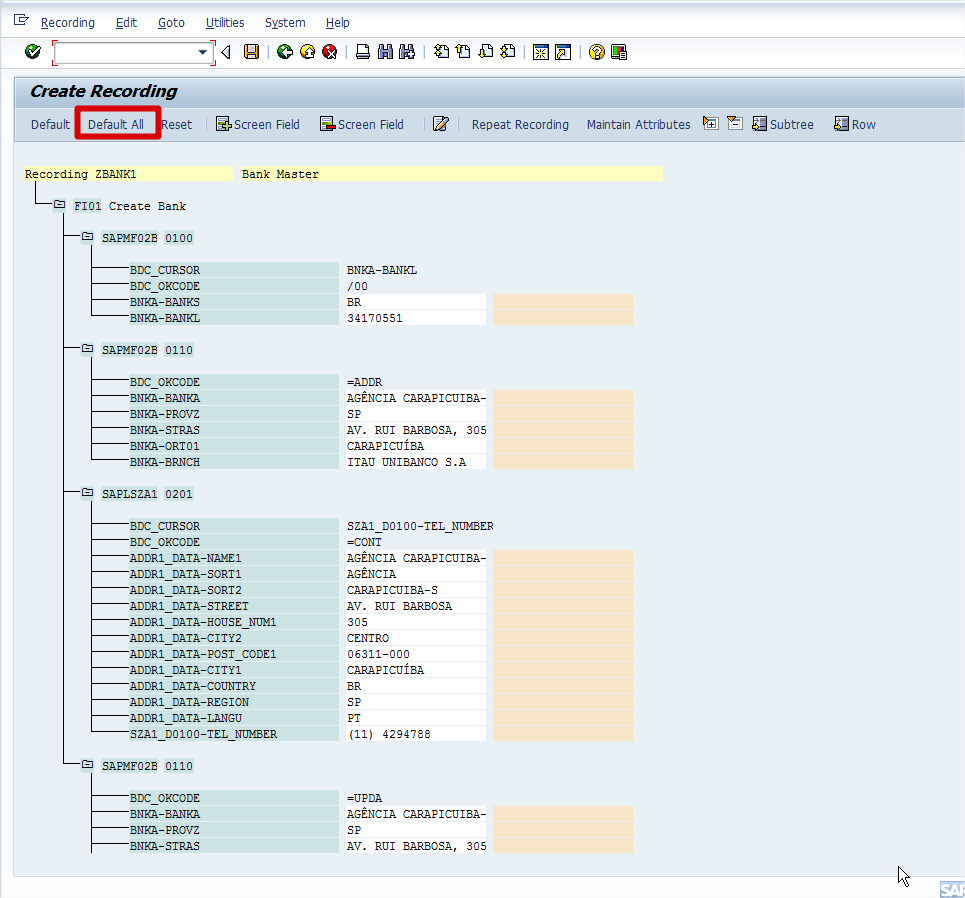 Recording Edit Goto Utilities System Help
Create Recording
Default Default All Reset Screen Field Screen Field Repeat Recording Maintain Attributes Subtree Row
Recording ZBANK1 Bank Master
FI01 Create Bank
SAPMF02B 0100
BDC_CURSOR BNKA-BANKL
BDC_OKCODE /00
BNKA-BANKS BR
BNKA-BANKL 34170551
SAPMF02B 0110
BDC_OKCODE =ADDR
BNKA-BANKA AGÊNCIA CARAPICUIBA-
BNKA-PROVZ SP
BNKA-STRAS AV. RUI BARBOSA, 305
BNKA-ORT01 CARAPICUÍBA
BNKA-BRNCH ITAU UNIBANCO S.A
SAPLSZA1 0201
BDC_CURSOR SZA1_D0100-TEL_NUMBER
BDC_OKCODE =CONT
ADDR1_DATA-NAME1 AGÊNCIA CARAPICUIBA-
ADDR1_DATA-SORT1 AGÊNCIA
ADDR1_DATA-SORT2 CARAPICUIBA-S
ADDR1_DATA-STREET AV. RUI BARBOSA
ADDR1_DATA-HOUSE_NUM1 305
ADDR1_DATA-CITY2 CENTRO
ADDR1_DATA-POST_CODE1 06311-000
ADDR1_DATA-CITY1 CARAPICUÍBA
ADDR1_DATA-COUNTRY BR
ADDR1_DATA-REGION SP
ADDR1_DATA-LANGU PT
SZA1_D0100-TEL_NUMBER (11) 4294788
SAPMF02B 0110
BDC_OKCODE =UPDA
BNKA-BANKA AGÊNCIA CARAPICUIBA-
BNKA-PROVZ SP
BNKA-STRAS AV. RUI BARBOSA, 305
SAP